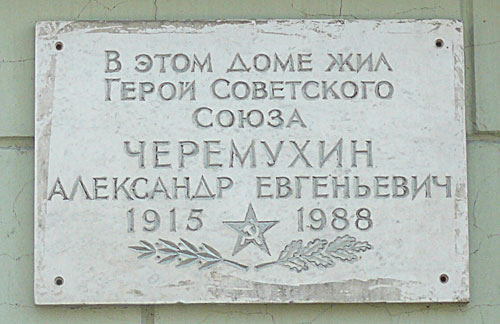 В ЭТОМ ДОМЕ ЖИЛ
ГЕРОЙ СОВЕТСКОГО
СОЮЗА
ЧЕРЕМУХИН
АЛЕКСАНДР ЕВГЕНЬЕВИЧ
1915 1988